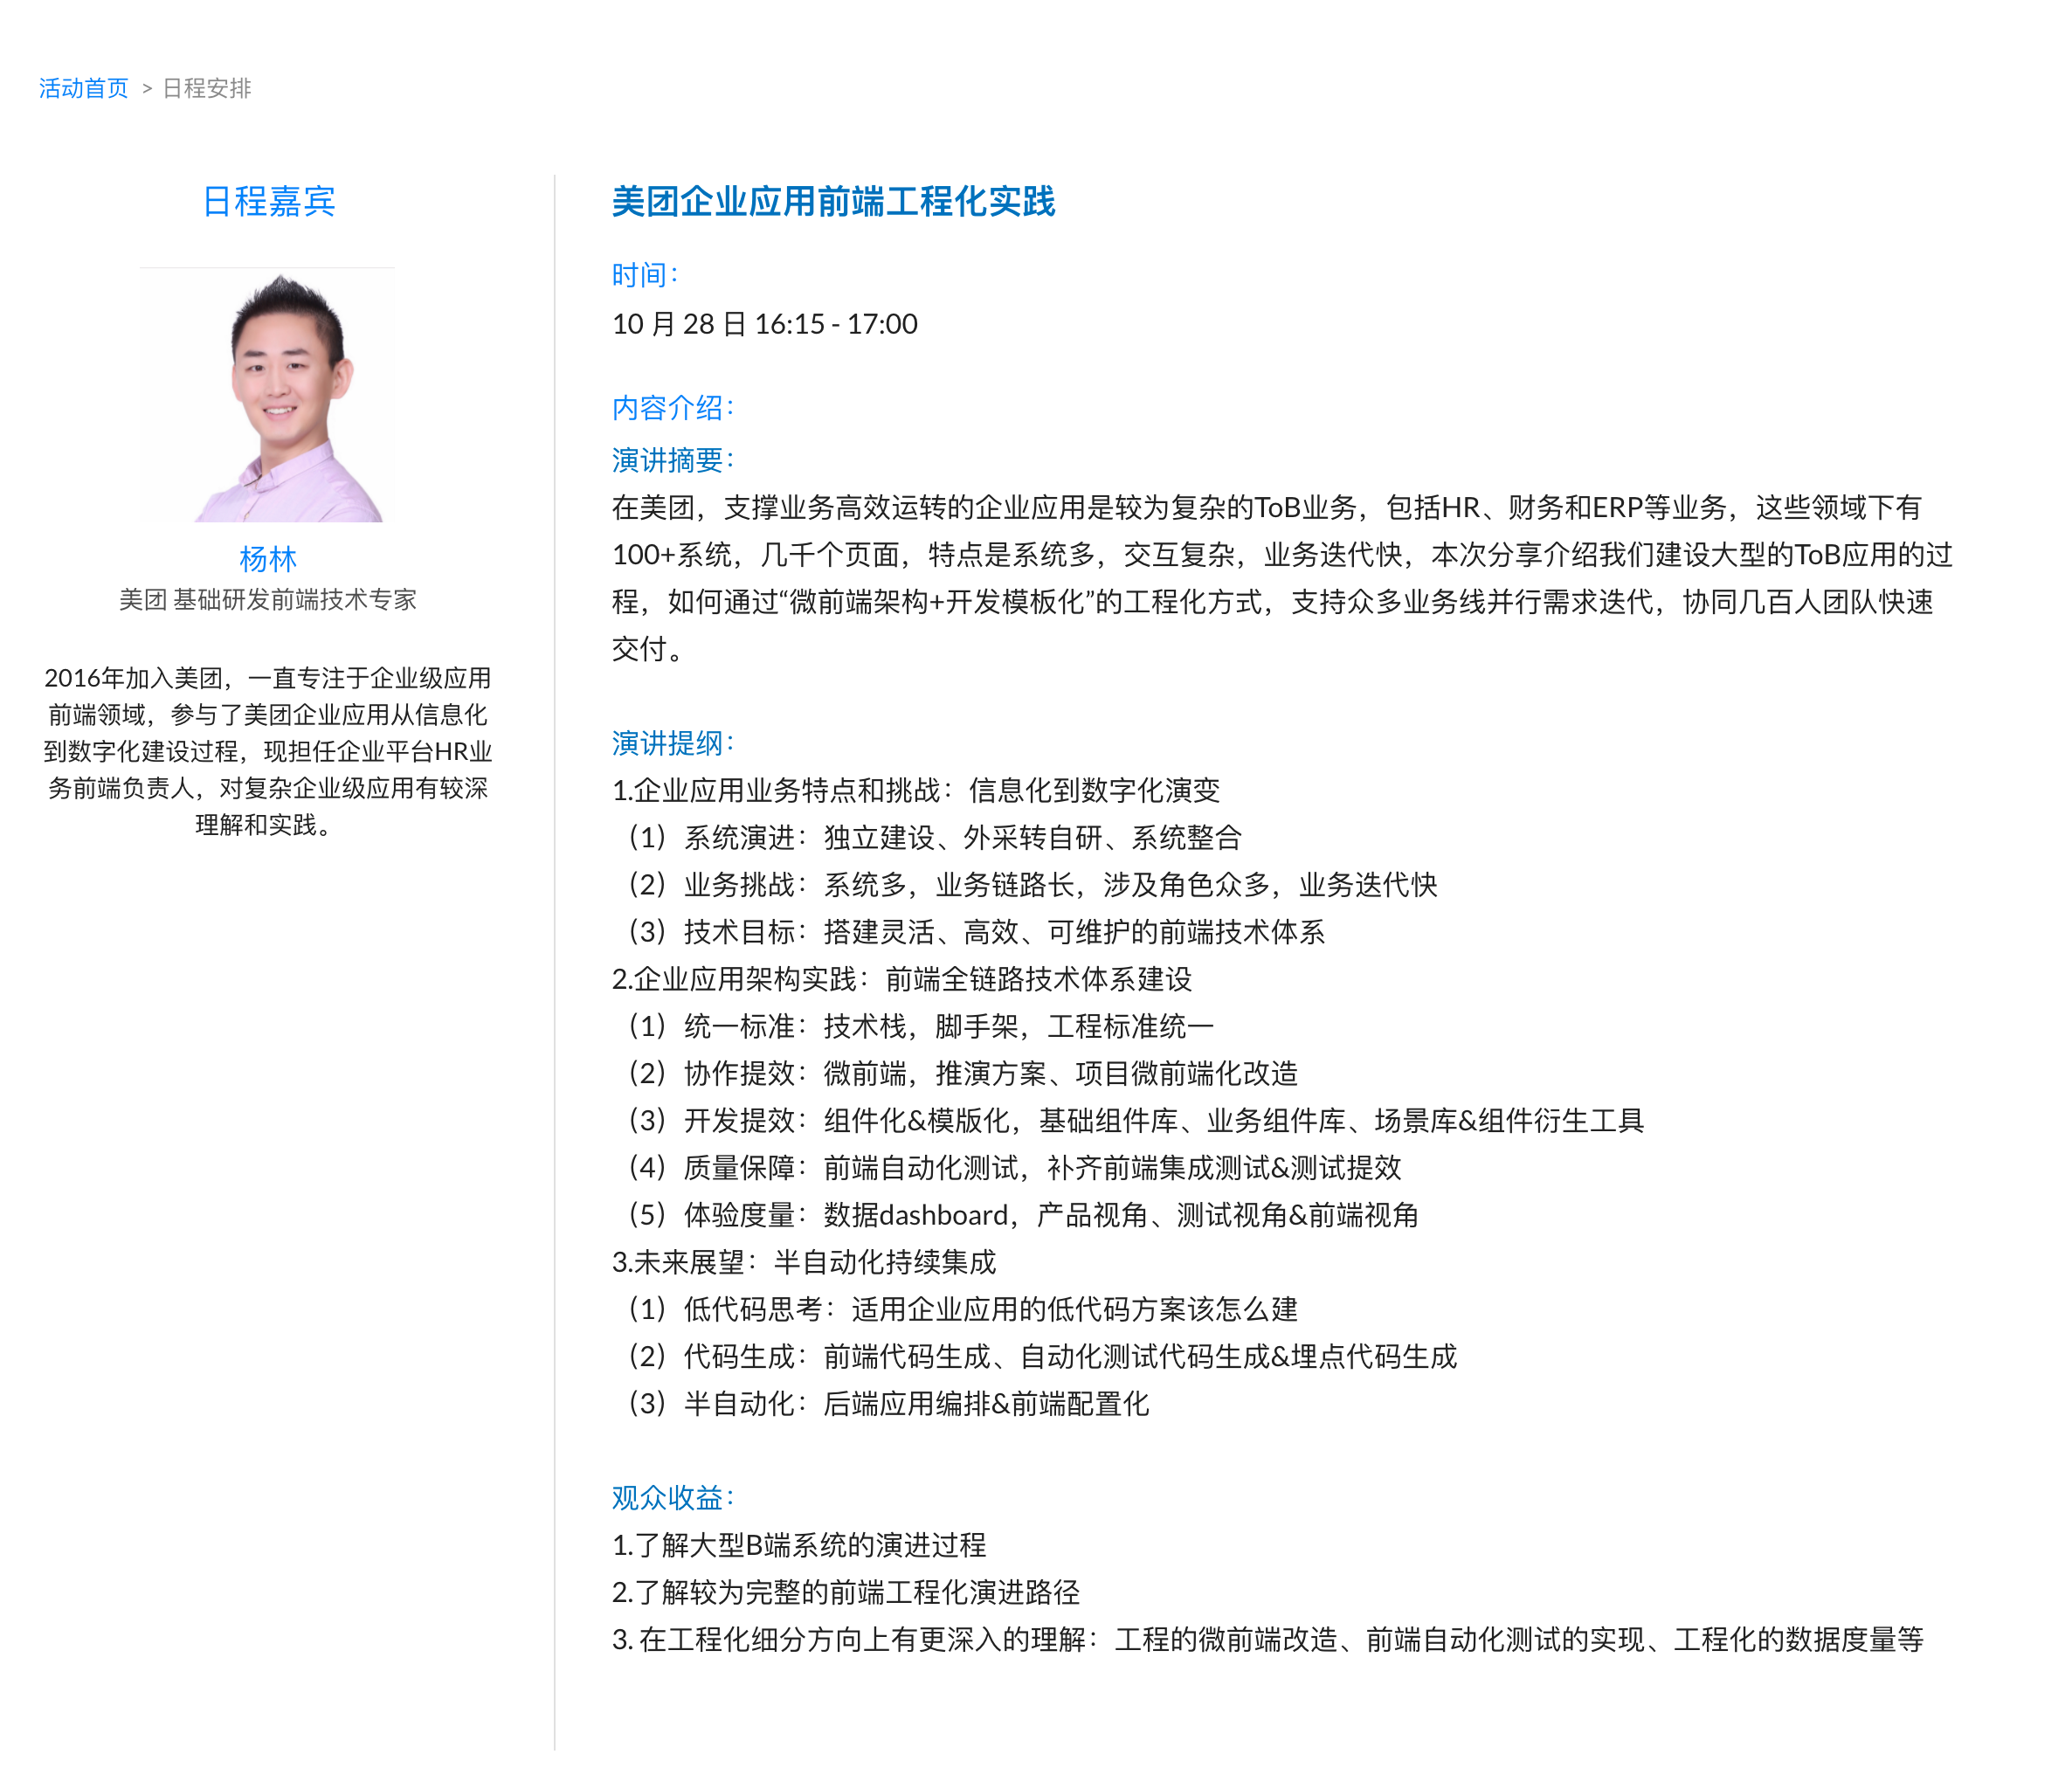 活动首页 > 日程安排
日程嘉宾
杨林
美团 基础研发前端技术专家
2016年加入美团，一直专注于企业级应用
前端领域，参与了美团企业应用从信息化
到数字化建设过程，现担任企业平台HR业
务前端负责人，对复杂企业级应用有较深
理解和实践。
美团企业应用前端工程化实践
时间：
10 月 28 日 16:15 - 17:00
内容介绍：
演讲摘要：
在美团，支撑业务高效运转的企业应用是较为复杂的ToB业务，包括HR、财务和ERP等业务，这些领域下有
100+系统，几千个页面，特点是系统多，交互复杂，业务迭代快，本次分享介绍我们建设大型的ToB应用的过
程，如何通过“微前端架构+开发模板化”的工程化方式，支持众多业务线并行需求迭代，协同几百人团队快速
交付。
演讲提纲：
1.企业应用业务特点和挑战：信息化到数字化演变
（1）系统演进：独立建设、外采转自研、系统整合
（2）业务挑战：系统多，业务链路长，涉及角色众多，业务迭代快
（3）技术目标：搭建灵活、高效、可维护的前端技术体系
2.企业应用架构实践：前端全链路技术体系建设
（1）统一标准：技术栈，脚手架，工程标准统一
（2）协作提效：微前端，推演方案、项目微前端化改造
（3）开发提效：组件化&模版化，基础组件库、业务组件库、场景库&组件衍生工具
（4）质量保障：前端自动化测试，补齐前端集成测试&测试提效
（5）体验度量：数据dashboard，产品视角、测试视角&前端视角
3.未来展望：半自动化持续集成
（1）低代码思考：适用企业应用的低代码方案该怎么建
（2）代码生成：前端代码生成、自动化测试代码生成&埋点代码生成
（3）半自动化：后端应用编排&前端配置化
观众收益：
1.了解大型B端系统的演进过程
2.了解较为完整的前端工程化演进路径
3. 在工程化细分方向上有更深入的理解：工程的微前端改造、前端自动化测试的实现、工程化的数据度量等